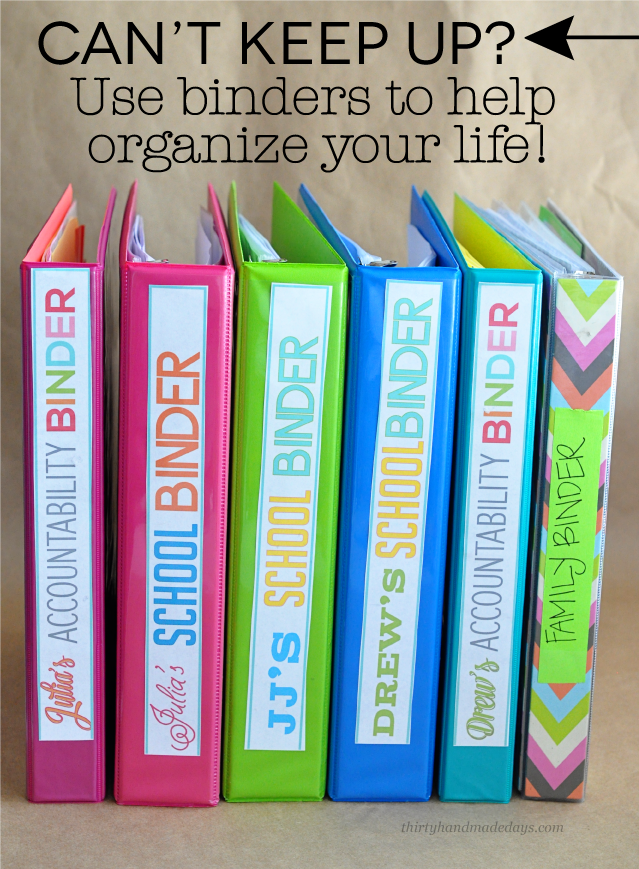 CAN'T KEEP UP?
Use binders to help
organize your life!
Julia's ACCOUNTABILITY BINDER
Julia's SCHOOL BINDER
JJ'S SCHOOL BINDER
DREW'S SCHOOL BINDER
Drew's ACCOUNTABILITY BINDER
FAMILY BINDER
thirtyhandmadedays.com